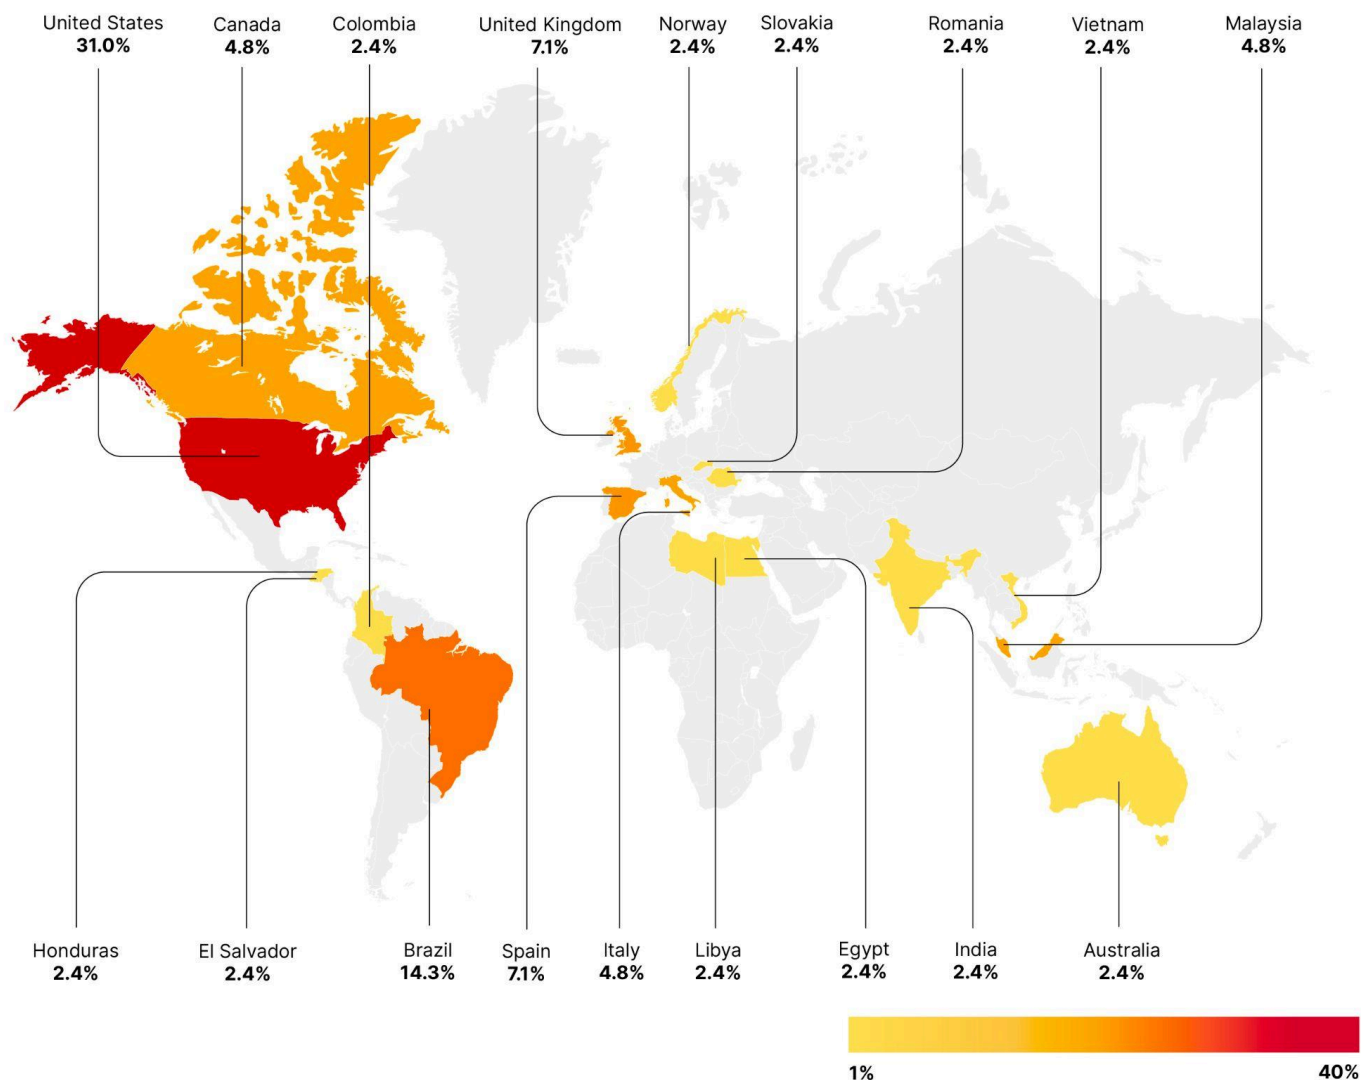 United States
31.0%
Canada
4.8%
Colombia
2.4%
United Kingdom
7.1%
Norway
2.4%
Slovakia
2.4%
Romania
2.4%
Vietnam
2.4%
Malaysia
4.8%
Honduras
2.4%
El Salvador
2.4%
Brazil
14.3%
Spain
7.1%
Italy
4.8%
Libya
2.4%
Egypt
2.4%
India
2.4%
Australia
2.4%
1%
40%